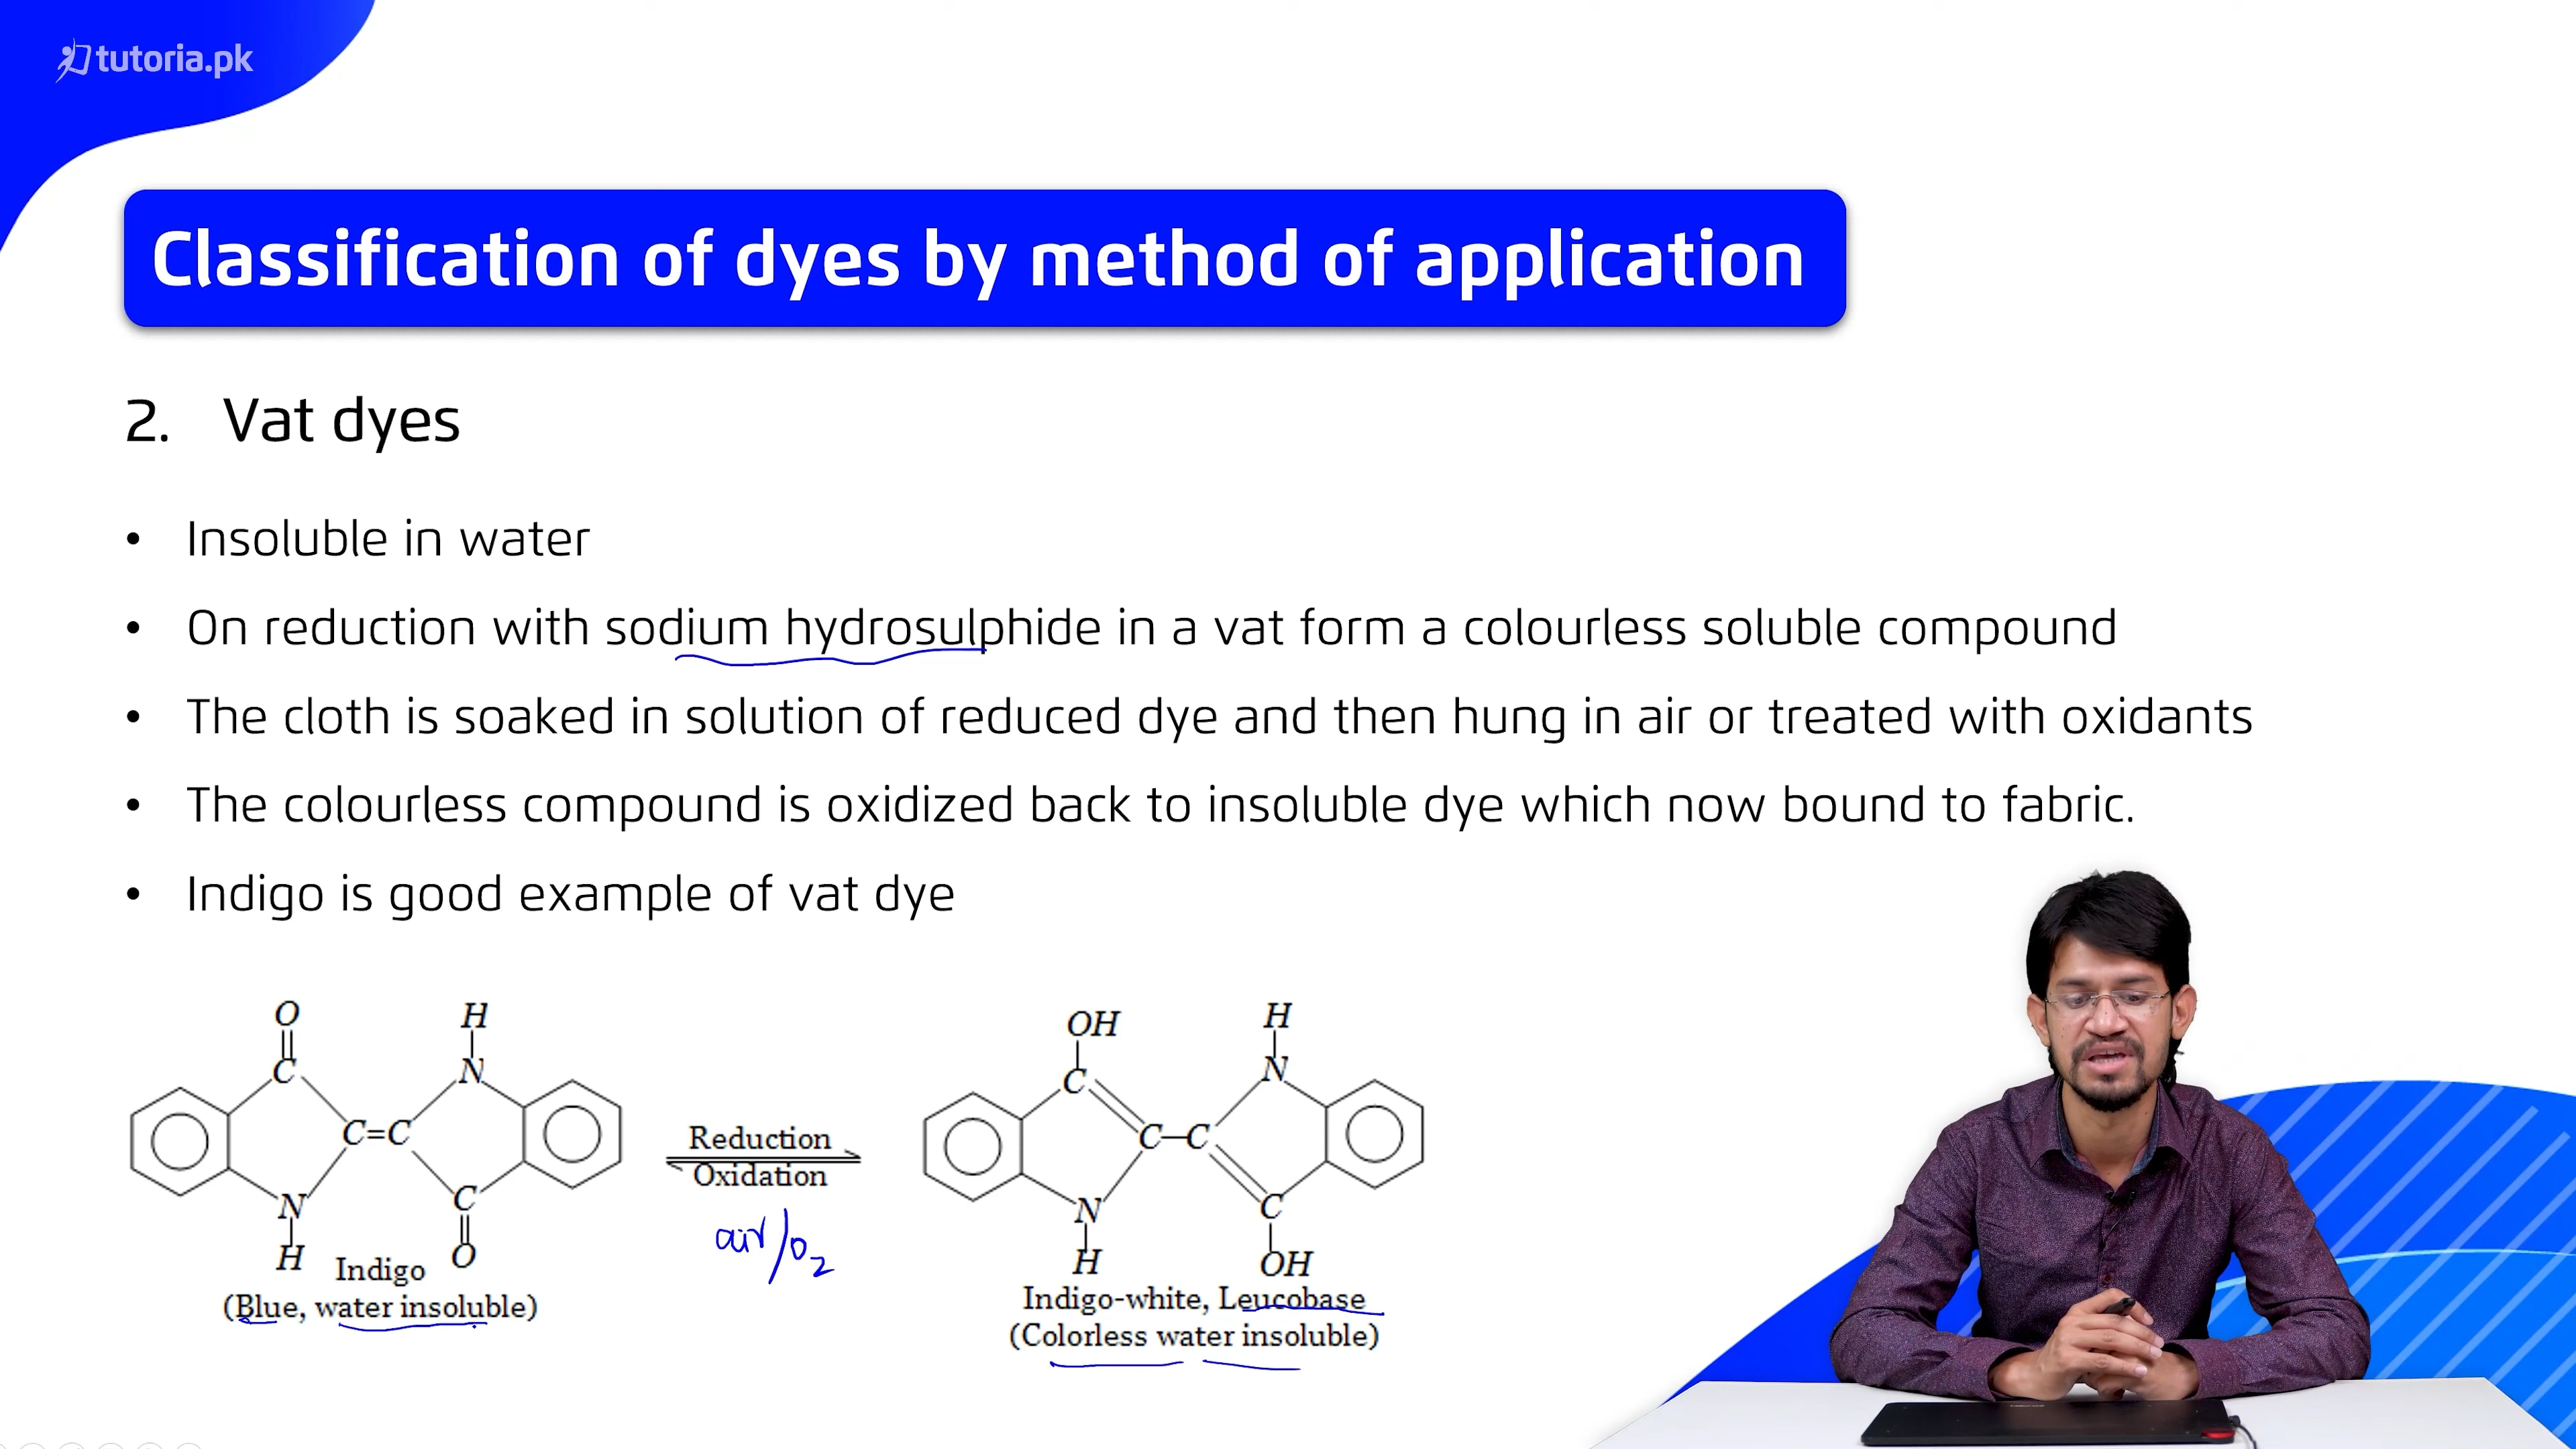 tutoria.pk
Classification of dyes by method of application
2. Vat dyes
• Insoluble in water
• On reduction with sodium hydrosulphide in a vat form a colourless soluble compound
• The cloth is soaked in solution of reduced dye and then hung in air or treated with oxidants
• The colourless compound is oxidized back to insoluble dye which now bound to fabric.
• Indigo is good example of vat dye
O H
C N
C=C
N C
H O
Indigo
(Blue, water insoluble)
Reduction
Oxidation
air/O2
OH H
C N
C–C
N C
H OH
Indigo-white, Leucobase
(Colorless water insoluble)